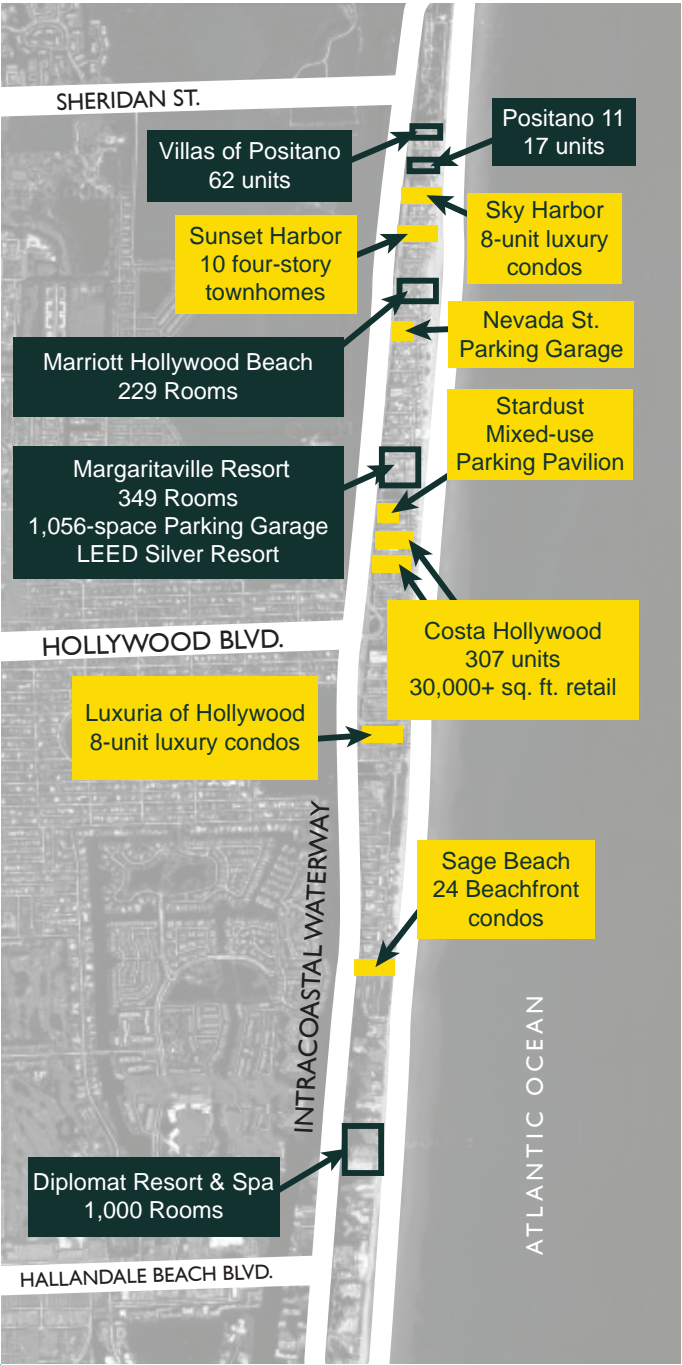 SHERIDAN ST.
Positano 11
17 units
Villas of Positano
62 units
Sky Harbor
8-unit luxury
condos
Sunset Harbor
10 four-story
townhomes
Nevada St.
Parking Garage
Marriott Hollywood Beach
229 Rooms
Stardust
Mixed-use
Parking Pavilion
Margaritaville Resort
349 Rooms
1,056-space Parking Garage
LEED Silver Resort
Costa Hollywood
307 units
30,000+ sq. ft. retail
HOLLYWOOD BLVD.
Luxuria of Hollywood
8-unit luxury condos
INTRACOASTAL WATERWAY
Sage Beach
24 Beachfront
condos
ATLANTIC OCEAN
Diplomat Resort & Spa
1,000 Rooms
HALLANDALE BEACH BLVD.